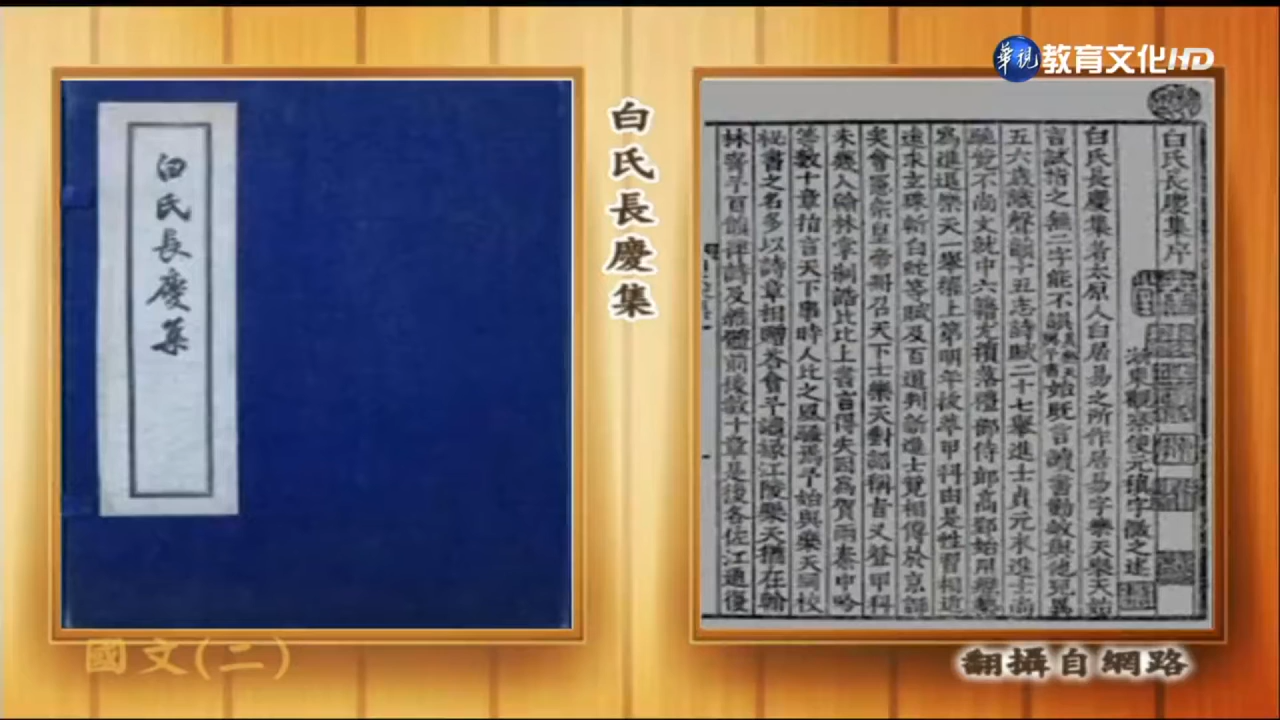 華視 教育文化HD
白氏長慶集
白氏長慶集
白氏長慶集序
浙東觀察使元稹字微之述
白氏長慶集者太原人白居易之所作居易字樂天樂天始
言試指之無二字能不誤始既言讀書勤敏與他兒異
五六歲識聲韻十五志詩賦二十七舉進士貞元末進士尚
馳競不尚文就中六籍尤擯落禮部侍郎高郢始用經藝
為進退樂天一舉擢上第明年拔萃甲科由是性習相近
遠求玄珠斬白蛇等賦及百道判新進士競相傳於京師
矣會憲宗皇帝冊召天下士樂天對詔稱旨又登甲科
未幾入翰林掌制誥比比上書言得失因為賀雨秦中吟
等數十章指言天下事時人比之風騷焉予始與樂天同校
秘書之名多以詩章相贈荅會予譴掾江陵樂天猶在翰
林寄予百韻律詩及雜體前後數十章是後各佐江通復
國文(二)
翻攝自網路